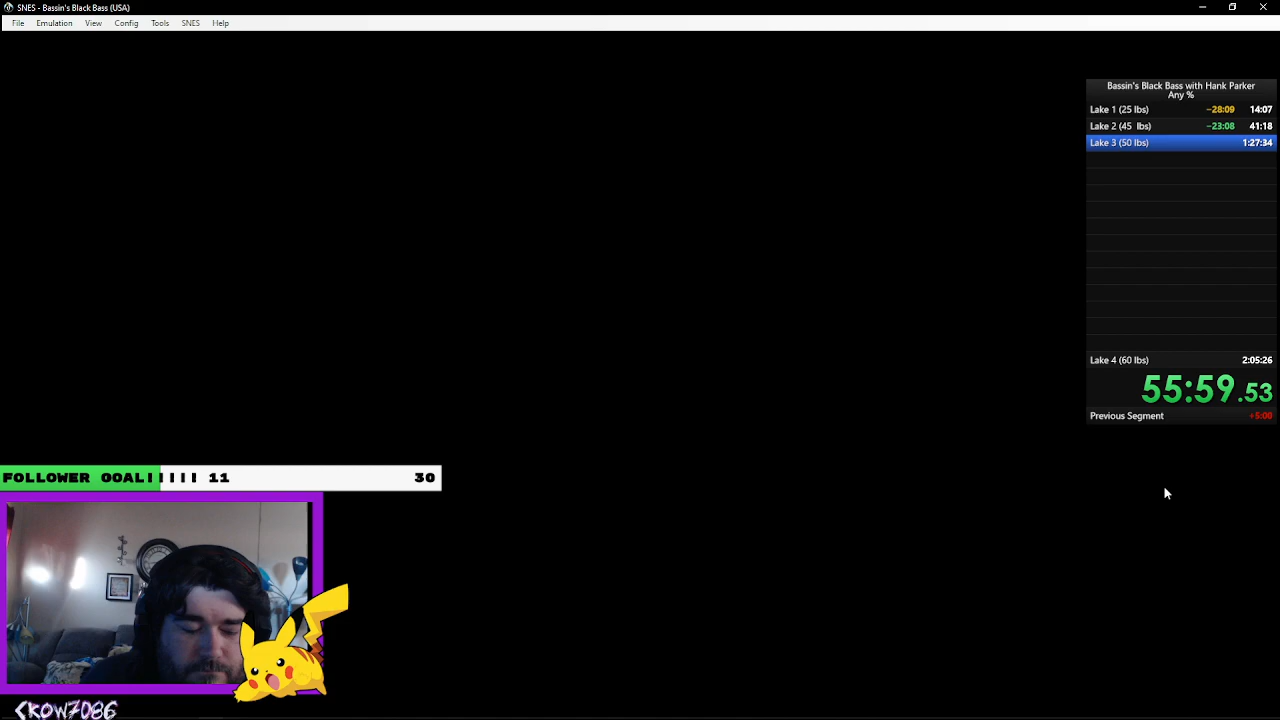 SNES - Bassin's Black Bass (USA)
File Emulation View Config Tools SNES Help
Bassin's Black Bass with Hank Parker
Any %
Lake 1 (25 lbs) -28:09 14:07
Lake 2 (45 lbs) -23:08 41:18
Lake 3 (50 lbs) 1:27:34
Lake 4 (60 lbs) 2:05:26
55:59.53
Previous Segment +5:00
FOLLOWER GOAL!!!!! 11 30
CKOW7086